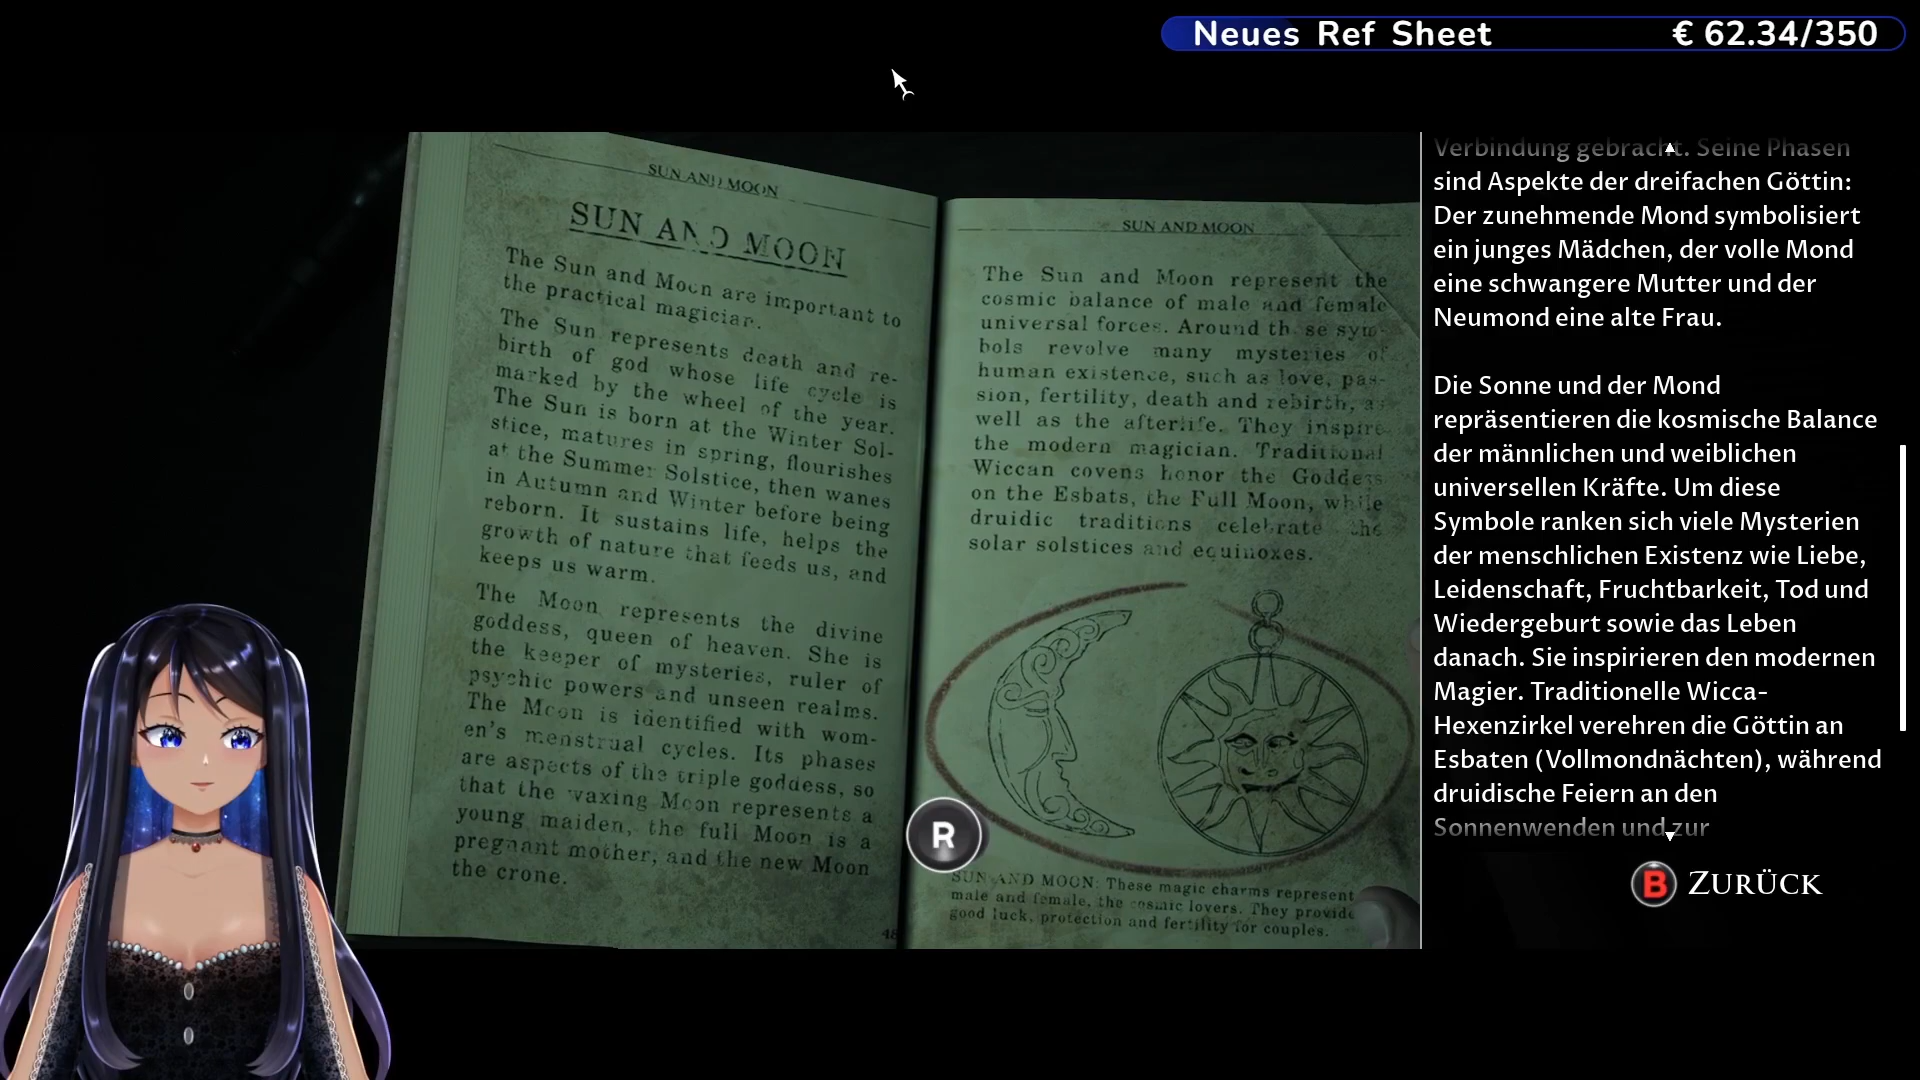 Neues Ref Sheet € 62.34/350
SUN AND MOON
SUN AND MOON
The Sun and Moon are important to
the practical magician.
The Sun represents death and re-
birth of god whose life cycle is
marked by the wheel of the year.
The Sun is born at the Winter Sol-
stice, matures in spring, flourishes
at the Summer Solstice, then wanes
in Autumn and Winter before being
reborn. It sustains life, helps the
growth of nature that feeds us, and
keeps us warm.
The Moon represents the divine
goddess, queen of heaven. She is
the keeper of mysteries, ruler of
psychic powers and unseen realms.
The Moon is identified with wom-
en's menstrual cycles. Its phases
are aspects of the triple goddess, so
that the waxing Moon represents a
young maiden, the full Moon is a
pregnant mother, and the new Moon
the crone.
48
SUN AND MOON
The Sun and Moon represent the
cosmic balance of male and female
universal forces. Around these sym-
bols revolve many mysteries of
human existence, such as love, pas-
sion, fertility, death and rebirth, as
well as the afterlife. They inspire
the modern magician. Traditional
Wiccan covens honor the Goddess
on the Esbats, the Full Moon, while
druidic traditions celebrate the
solar solstices and equinoxes.
R
SUN AND MOON: These magic charms represent
male and female, the cosmic lovers. They provide
good luck, protection and fertility for couples.
Verbindung gebracht. Seine Phasen
sind Aspekte der dreifachen Göttin:
Der zunehmende Mond symbolisiert
ein junges Mädchen, der volle Mond
eine schwangere Mutter und der
Neumond eine alte Frau.
Die Sonne und der Mond
repräsentieren die kosmische Balance
der männlichen und weiblichen
universellen Kräfte. Um diese
Symbole ranken sich viele Mysterien
der menschlichen Existenz wie Liebe,
Leidenschaft, Fruchtbarkeit, Tod und
Wiedergeburt sowie das Leben
danach. Sie inspirieren den modernen
Magier. Traditionelle Wicca-
Hexenzirkel verehren die Göttin an
Esbaten (Vollmondnächten), während
druidische Feiern an den
Sonnenwenden und zur
B ZURÜCK